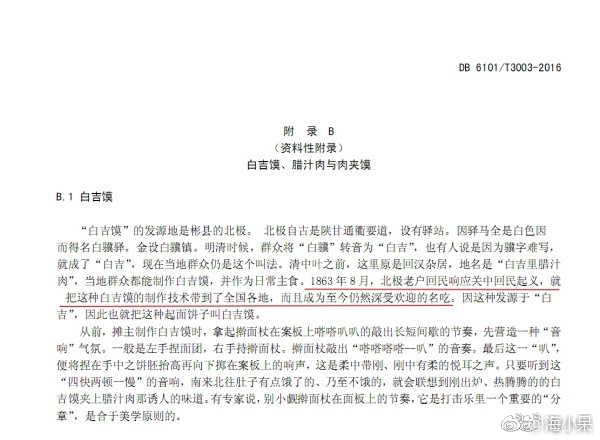 DB 6101/T3003-2016
附 录 B
(资料性附录)
白吉馍、腊汁肉与肉夹馍
B.1 白吉馍
“白吉馍”的发源地是彬县的北极。北极自古是陕甘通衢要道，设有驿站。因驿马全是白色因
而得名白骥驿。金设白骥镇。明清时候，群众将“白骥”转音为“白吉”，也有人说是因为骥字难写，
就成了“白吉”，现在当地群众仍是这个叫法。清中叶之前，这里原是回汉杂居，地名是“白吉里腊汁
肉”，当地群众都能制作白吉馍，并作为日常主食。1863 年 8 月，北极老户回民响应关中回民起义，就
把这种白吉馍的制作技术带到了全国各地，而且成为至今仍然深受欢迎的名吃。因这种发源于“白
吉”，因此也就把这种起面饼子叫白吉馍。
从前，摊主制作白吉馍时，拿起擀面杖在案板上嗒嗒叭叭的敲出长短间歇的节奏，先营造一种“音
响”气氛。一般是左手捏面团，右手持擀面杖。擀面杖敲出“嗒嗒嗒嗒--叭”的音奏。最后这一“叭”，
便将捏在手中之饼胚抬高再向下掷在案板上的响声，这是柔中带刚、刚中有柔的悦耳之声。只要听到这
“四快两顿一慢”的音响，南来北往肚子有点饿了的、乃至不饿的，就会联想到刚出炉、热腾腾的的白
吉馍夹上腊汁肉那诱人的味道。有专家说，别小觑擀面杖在面板上的节奏，它是打击乐里一个重要的“分
章”，是合于美学原则的。
@海小呆